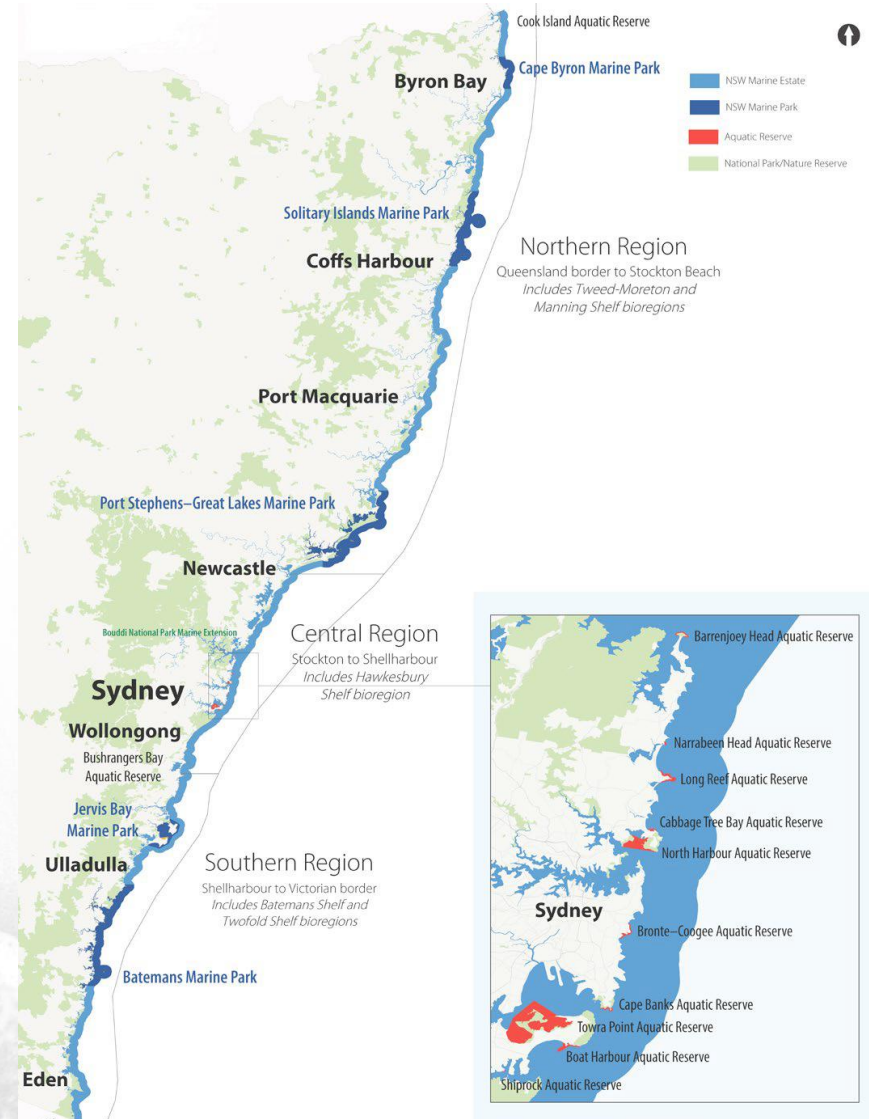 Cook Island Aquatic Reserve
Cape Byron Marine Park
Byron Bay
NSW Marine Estate
NSW Marine Park
Aquatic Reserve
National Park/Nature Reserve
Solitary Islands Marine Park
Coffs Harbour
Northern Region
Queensland border to Stockton Beach
Includes Tweed-Moreton and
Manning Shelf bioregions
Port Macquarie
Port Stephens–Great Lakes Marine Park
Newcastle
Bouddi National Park Marine Extension
Central Region
Stockton to Shellharbour
Includes Hawkesbury
Shelf bioregion
Sydney
Wollongong
Bushrangers Bay
Aquatic Reserve
Jervis Bay
Marine Park
Ulladulla
Southern Region
Shellharbour to Victorian border
Includes Batemans Shelf and
Twofold Shelf bioregions
Batemans Marine Park
Eden
Barrenjoey Head Aquatic Reserve
Narrabeen Head Aquatic Reserve
Long Reef Aquatic Reserve
Cabbage Tree Bay Aquatic Reserve
North Harbour Aquatic Reserve
Sydney
Bronte–Coogee Aquatic Reserve
Cape Banks Aquatic Reserve
Towra Point Aquatic Reserve
Boat Harbour Aquatic Reserve
Shiprock Aquatic Reserve